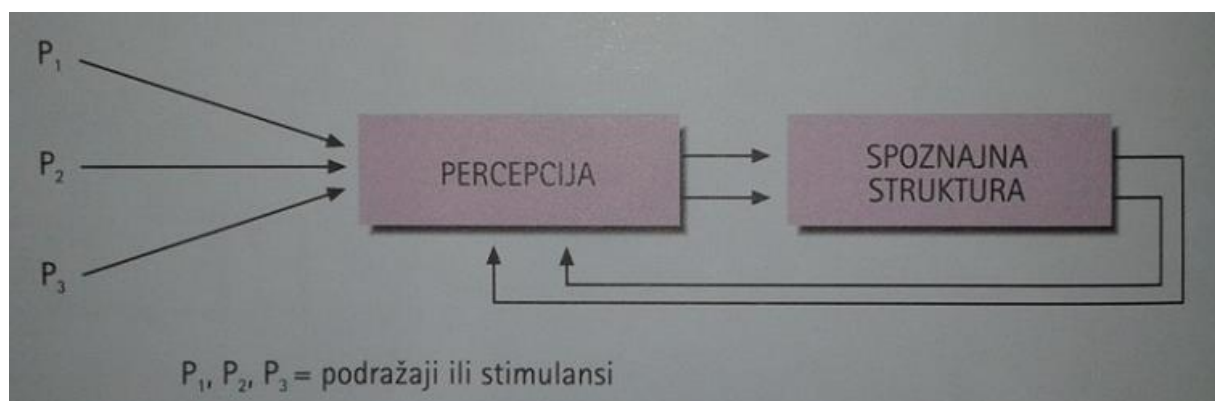 P₁
P₂
P₃
PERCEPCIJA
SPOZNAJNA
STRUKTURA
P₁, P₂, P₃ = podražaji ili stimulansi